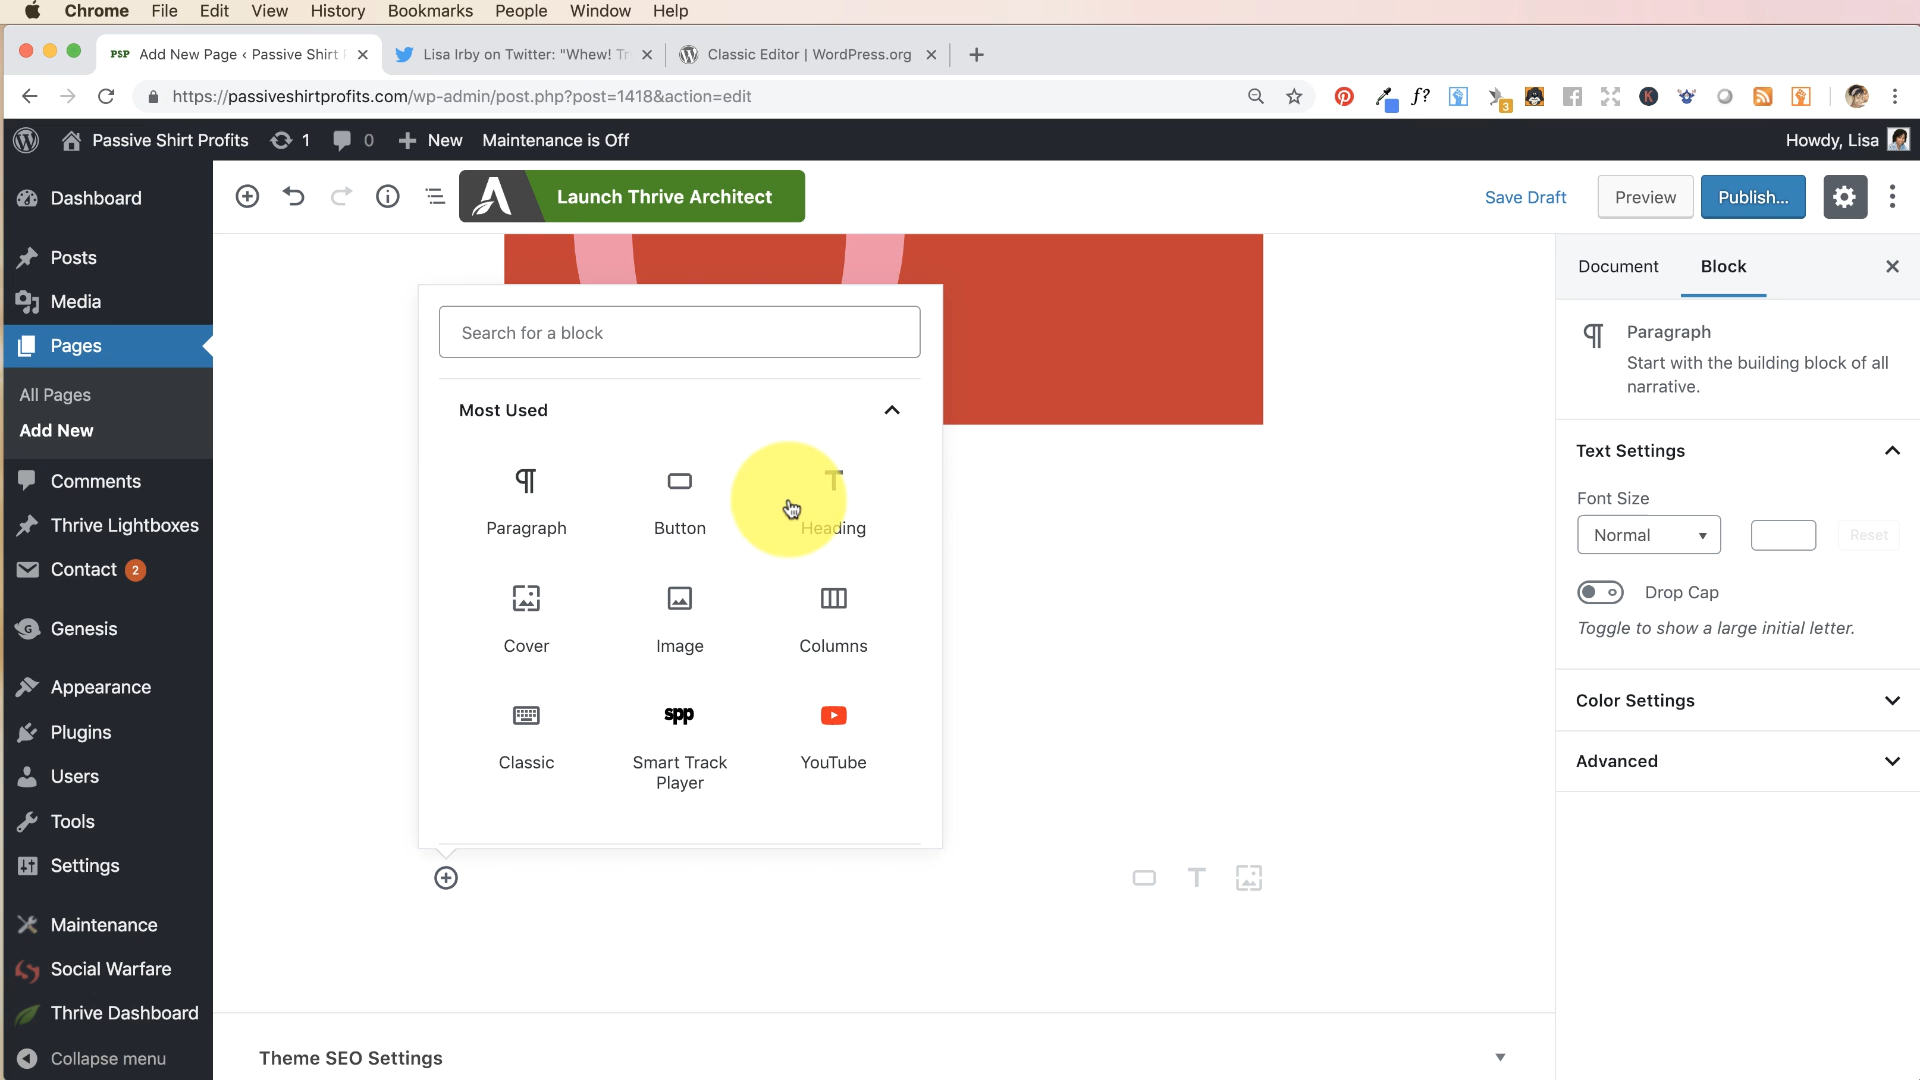 Chrome File Edit View History Bookmarks People Window Help
PSP Add New Page ‹ Passive Shirt
Lisa Irby on Twitter: "Whew! Tr
Classic Editor | WordPress.org
https://passiveshirtprofits.com/wp-admin/post.php?post=1418&action=edit
f?
3
K
Passive Shirt Profits 1 0 New Maintenance is Off
Howdy, Lisa
Launch Thrive Architect
Save Draft
Preview
Publish...
Dashboard
Posts
Media
Pages
All Pages
Add New
Comments
Thrive Lightboxes
Contact 2
Genesis
Appearance
Plugins
Users
Tools
Settings
Maintenance
Social Warfare
Thrive Dashboard
Collapse menu
Search for a block
Most Used
Paragraph
Button
Heading
Cover
Image
Columns
Classic
spp
Smart Track
Player
YouTube
Theme SEO Settings
Document
Block
Paragraph
Start with the building block of all
narrative.
Text Settings
Font Size
Normal
Reset
Drop Cap
Toggle to show a large initial letter.
Color Settings
Advanced